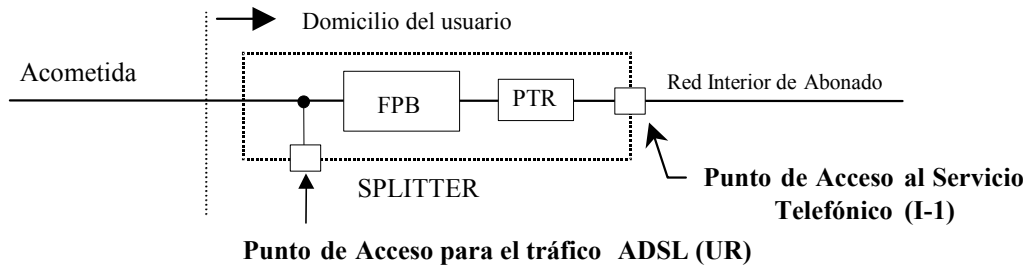 Domicilio del usuario
Acometida
FPB
PTR
Red Interior de Abonado
SPLITTER
Punto de Acceso al Servicio
Telefónico (I-1)
Punto de Acceso para el tráfico ADSL (UR)